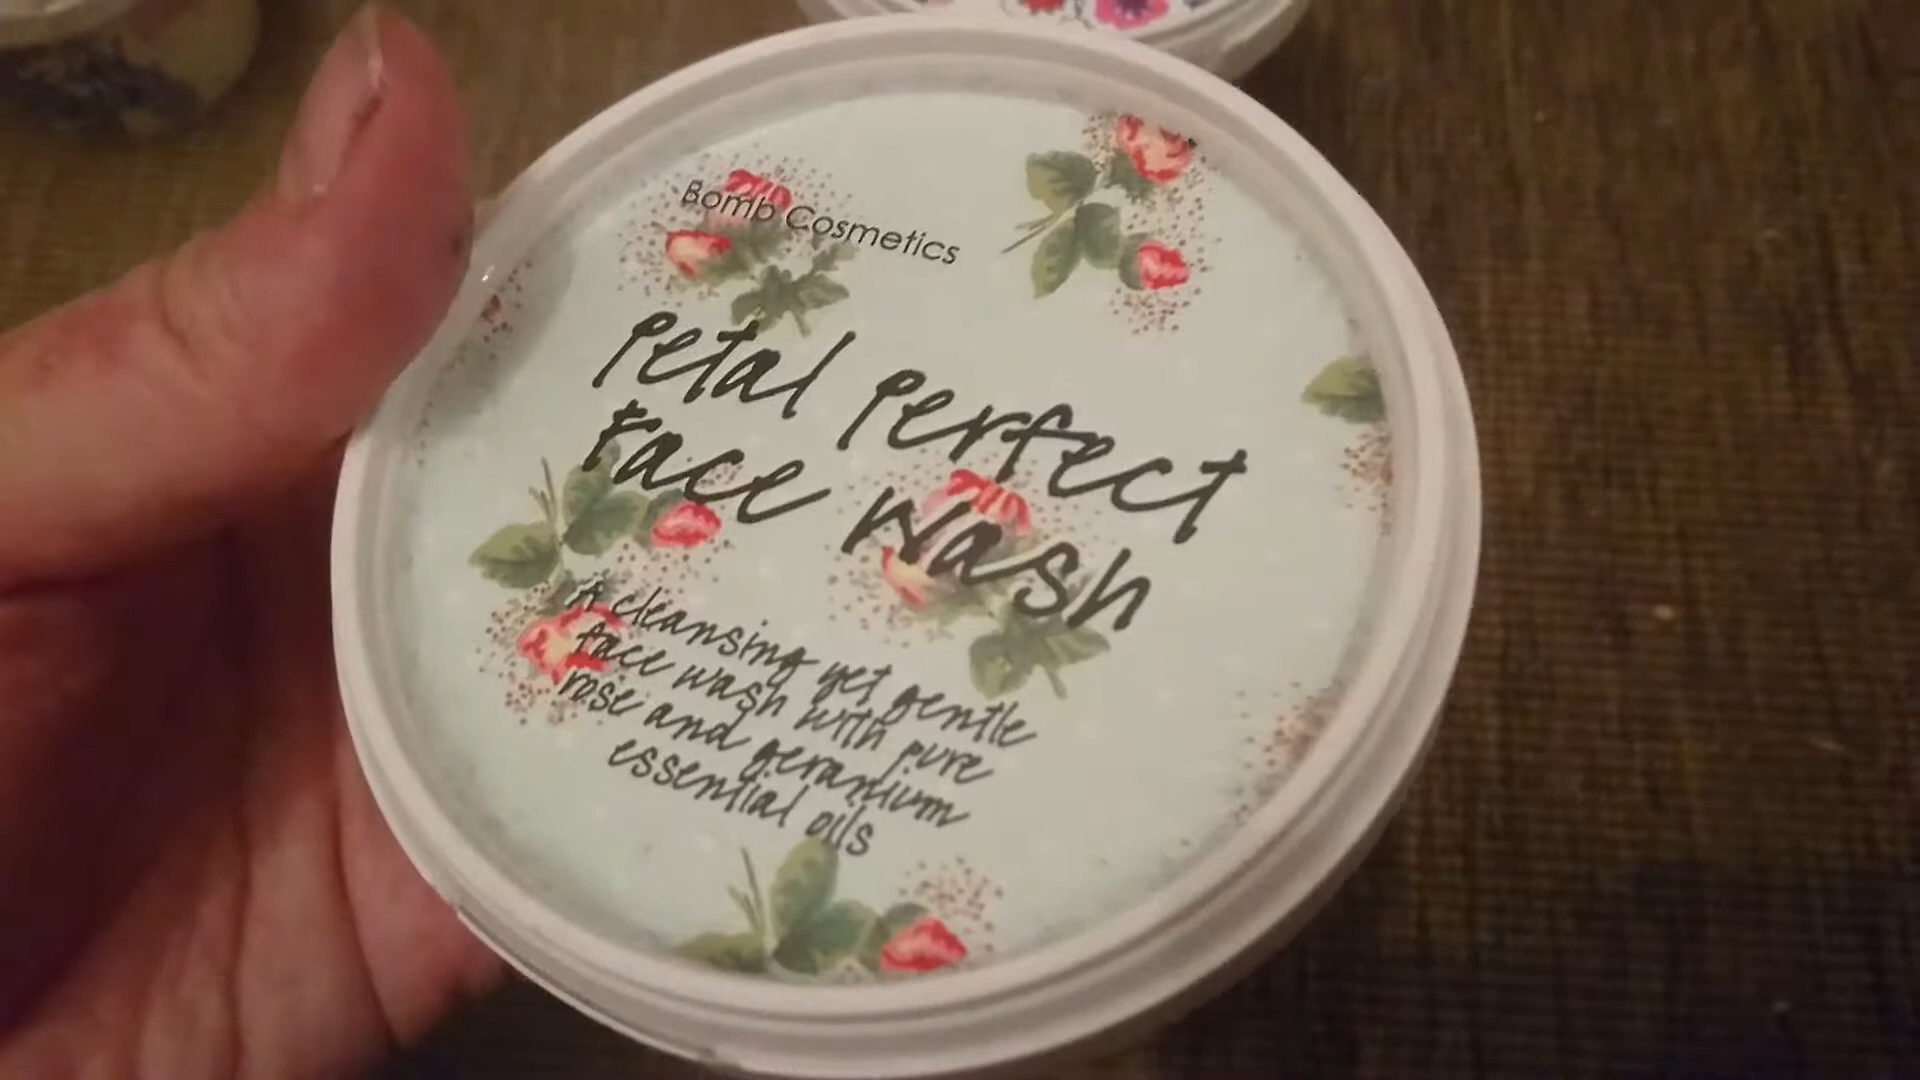 Bomb Cosmetics
Petal Perfect
Face Wash
A cleansing yet gentle
face wash with pure
rose and geranium
essential oils